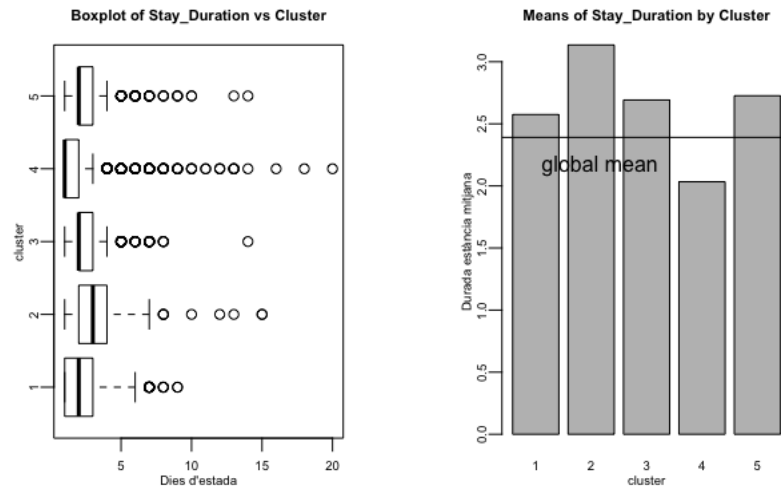 Boxplot of Stay_Duration vs Cluster
cluster
5
4
3
2
1
5 10 15 20
Dies d'estada
Means of Stay_Duration by Cluster
Durada estància mitjana
3.0
2.5
2.0
1.5
1.0
0.5
0.0
global mean
1 2 3 4 5
cluster